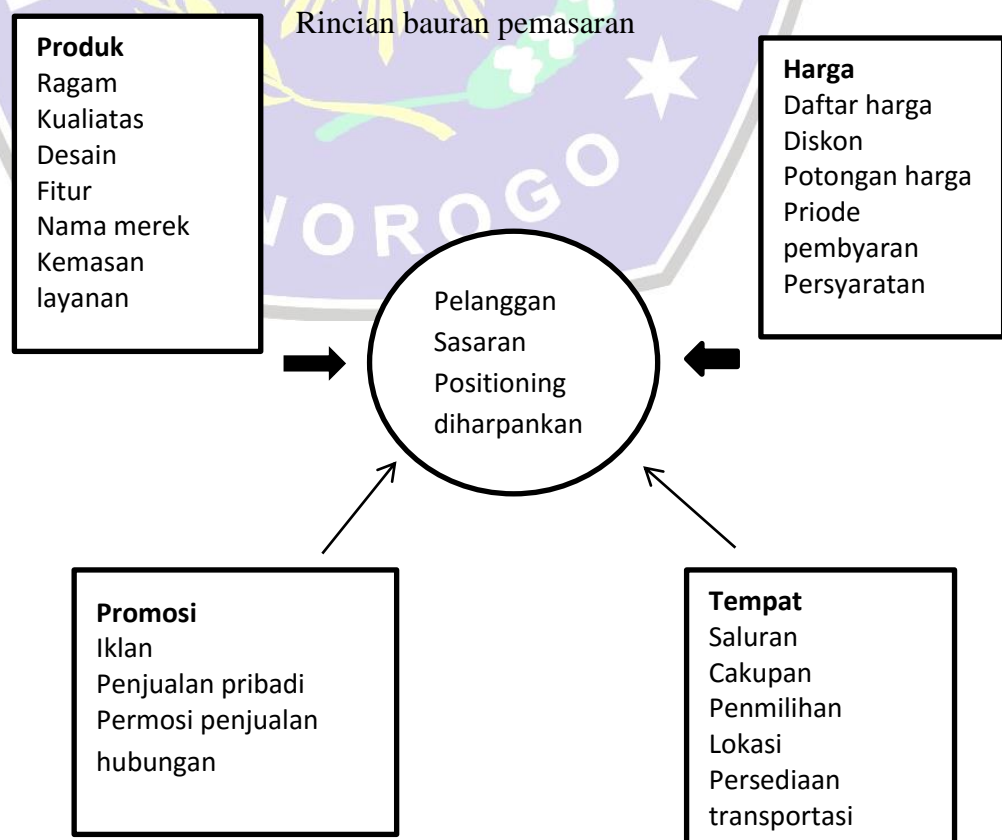 Rincian bauran pemasaran
Produk
Ragam
Kualiatas
Desain
Fitur
Nama merek
Kemasan
layanan
Harga
Daftar harga
Diskon
Potongan harga
Priode
pembyaran
Persyaratan
NOROGO
Pelanggan
Sasaran
Positioning
diharpankan
Promosi
Iklan
Penjualan pribadi
Permosi penjualan
hubungan
Tempat
Saluran
Cakupan
Penmilihan
Lokasi
Persediaan
transportasi